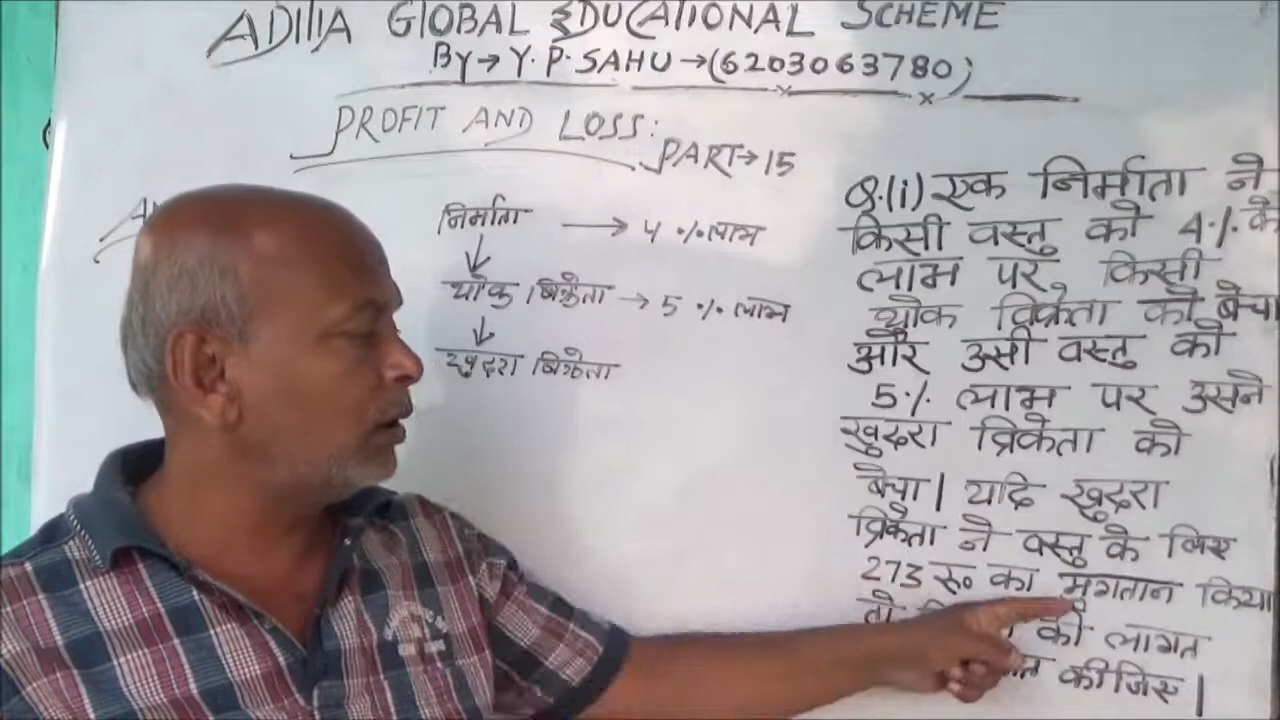 ADITIA GLOBAL EDUCATIONAL SCHEME
BY→Y.P.SAHU→(6203063780)
PROFIT AND LOSS:
PART→15
निर्माता → 4 %लाभ
थोक बिक्रेता → 5 %लाभ
खुदरा बिक्रेता
Q.(i) एक निर्माता ने
किसी वस्तु को 4% के
लाभ पर किसी
थोक विक्रेता को बेचा
और उसी वस्तु को
5% लाभ पर उसने
खुदरा विक्रेता को
बेचा। यदि खुदरा
विक्रेता ने वस्तु के लिए
273 रु० का भुगतान किया
तो की लागत
कीजिए।